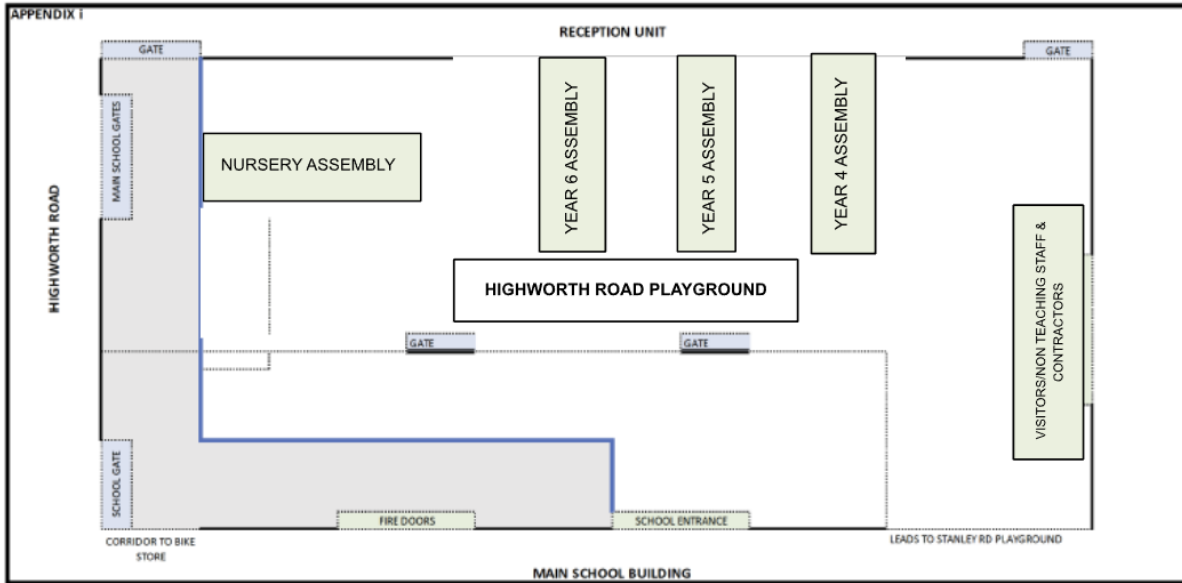 APPENDIX i
RECEPTION UNIT
GATE
GATE
MAIN SCHOOL GATES
NURSERY ASSEMBLY
YEAR 6 ASSEMBLY
YEAR 5 ASSEMBLY
YEAR 4 ASSEMBLY
HIGHWORTH ROAD
HIGHWORTH ROAD PLAYGROUND
VISITORS/NON TEACHING STAFF &
CONTRACTORS
GATE
GATE
SCHOOL GATE
FIRE DOORS
SCHOOL ENTRANCE
CORRIDOR TO BIKE
STORE
LEADS TO STANLEY RD PLAYGROUND
MAIN SCHOOL BUILDING